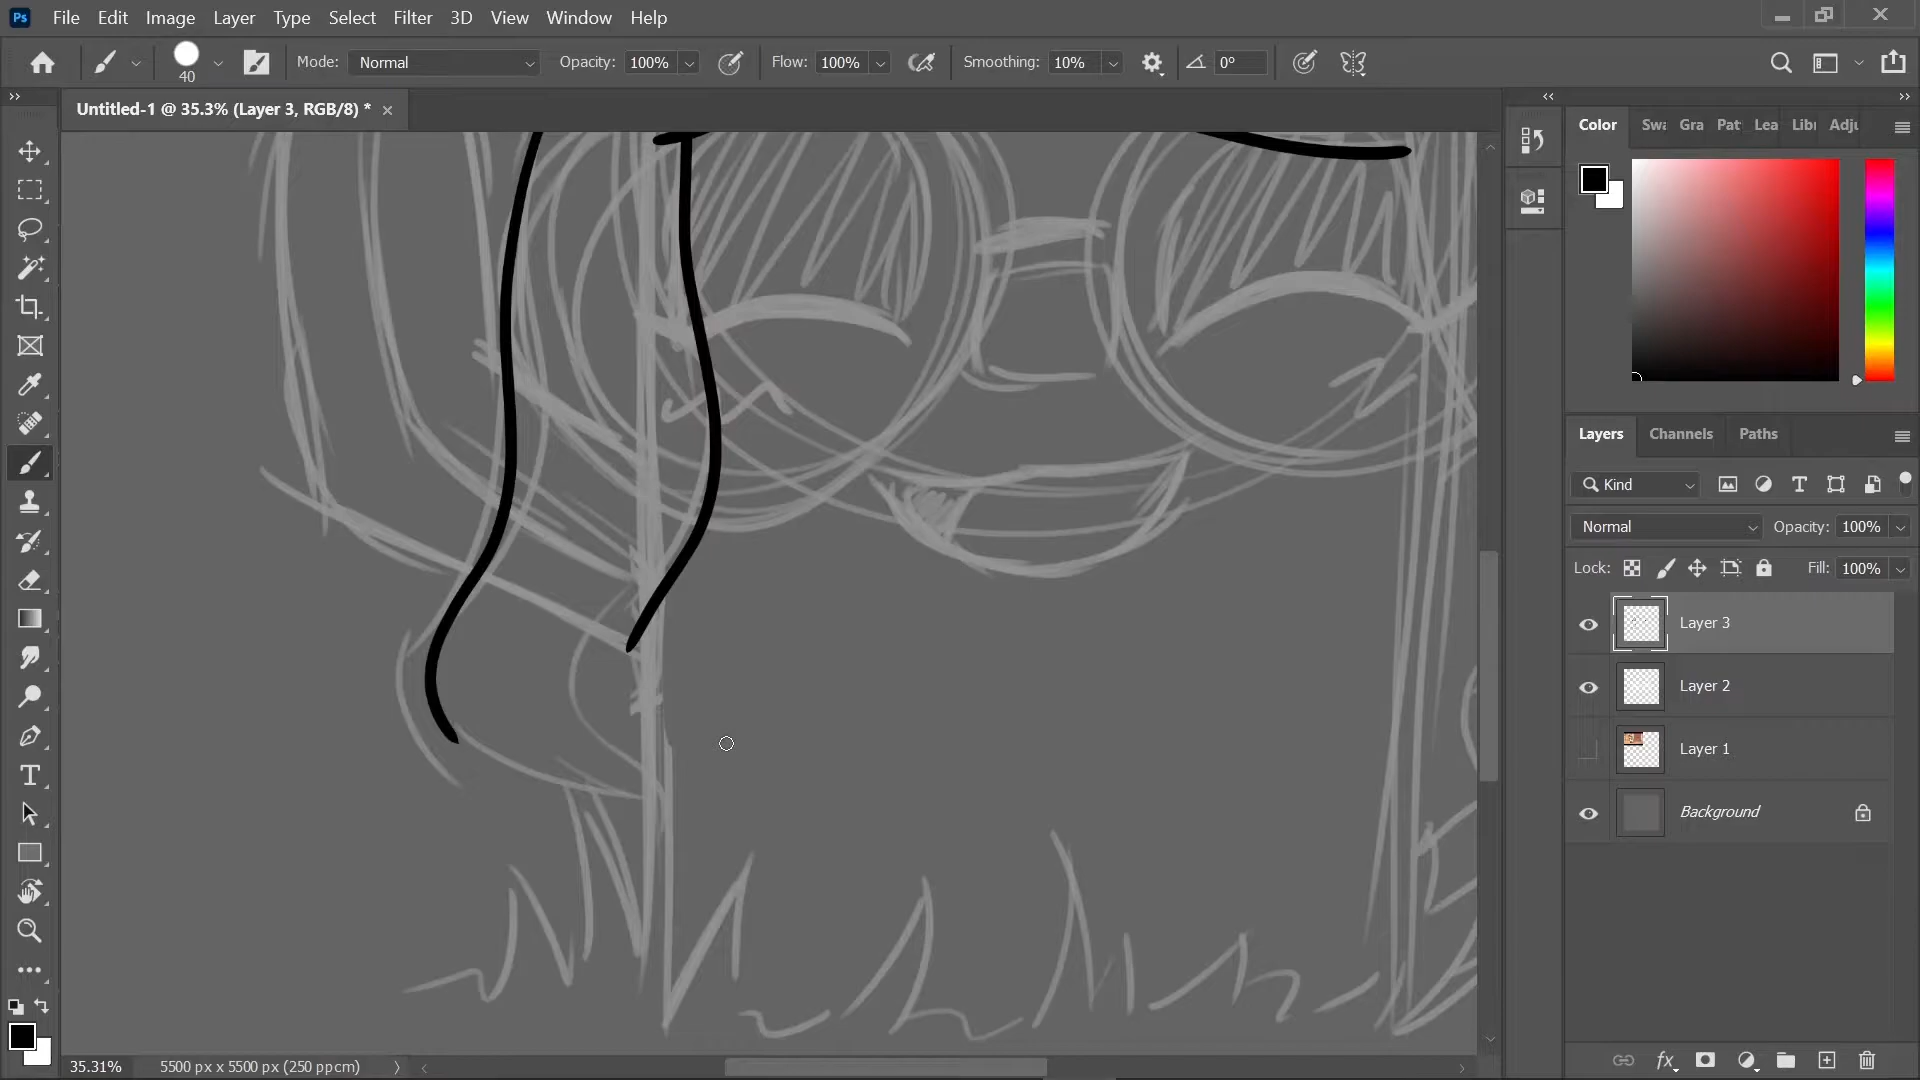 Ps File Edit Image Layer Type Select Filter 3D View Window Help
40 Mode: Normal Opacity: 100% Flow: 100% Smoothing: 10% 0°
Untitled-1 @ 35.3% (Layer 3, RGB/8) *
Color Swa Gra Pat Lea Libr Adju
Layers Channels Paths
Kind
Normal Opacity: 100%
Lock: Fill: 100%
Layer 3
Layer 2
Layer 1
Background
35.31% 5500 px x 5500 px (250 ppcm)
fx